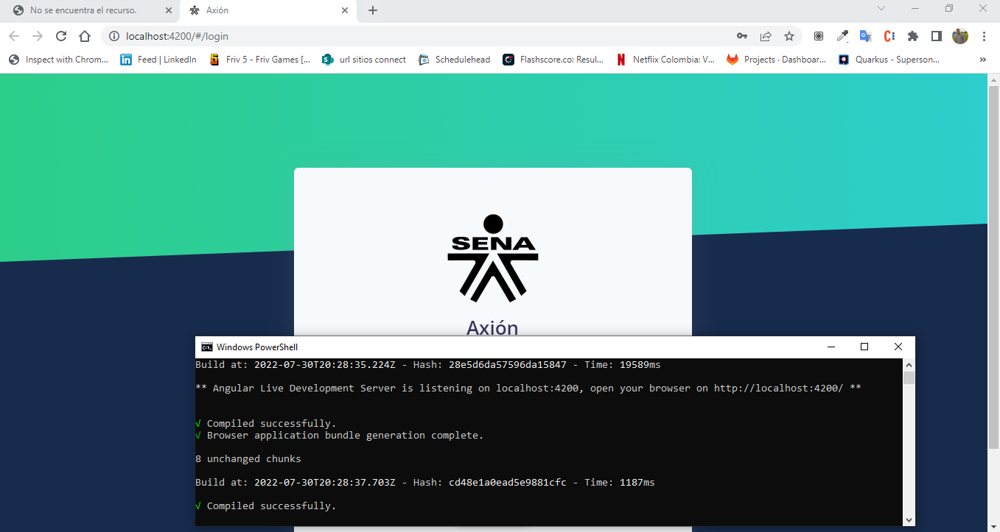 No se encuentra el recurso.
Axión
localhost:4200/#/login
Inspect with Chrom...
Feed | LinkedIn
Friv 5 - Friv Games [...
url sitios connect
Schedulehead
Flashscore.co: Resul...
Netflix Colombia: V...
Projects · Dashboar...
Quarkus - Superson...
»
SENA
Axión
Windows PowerShell
Build at: 2022-07-30T20:28:35.224Z - Hash: 28e5d6da57596da15847 - Time: 19589ms
** Angular Live Development Server is listening on localhost:4200, open your browser on http://localhost:4200/ **
√ Compiled successfully.
√ Browser application bundle generation complete.
8 unchanged chunks
Build at: 2022-07-30T20:28:37.703Z - Hash: cd48e1a0ead5e9881cfc - Time: 1187ms
√ Compiled successfully.